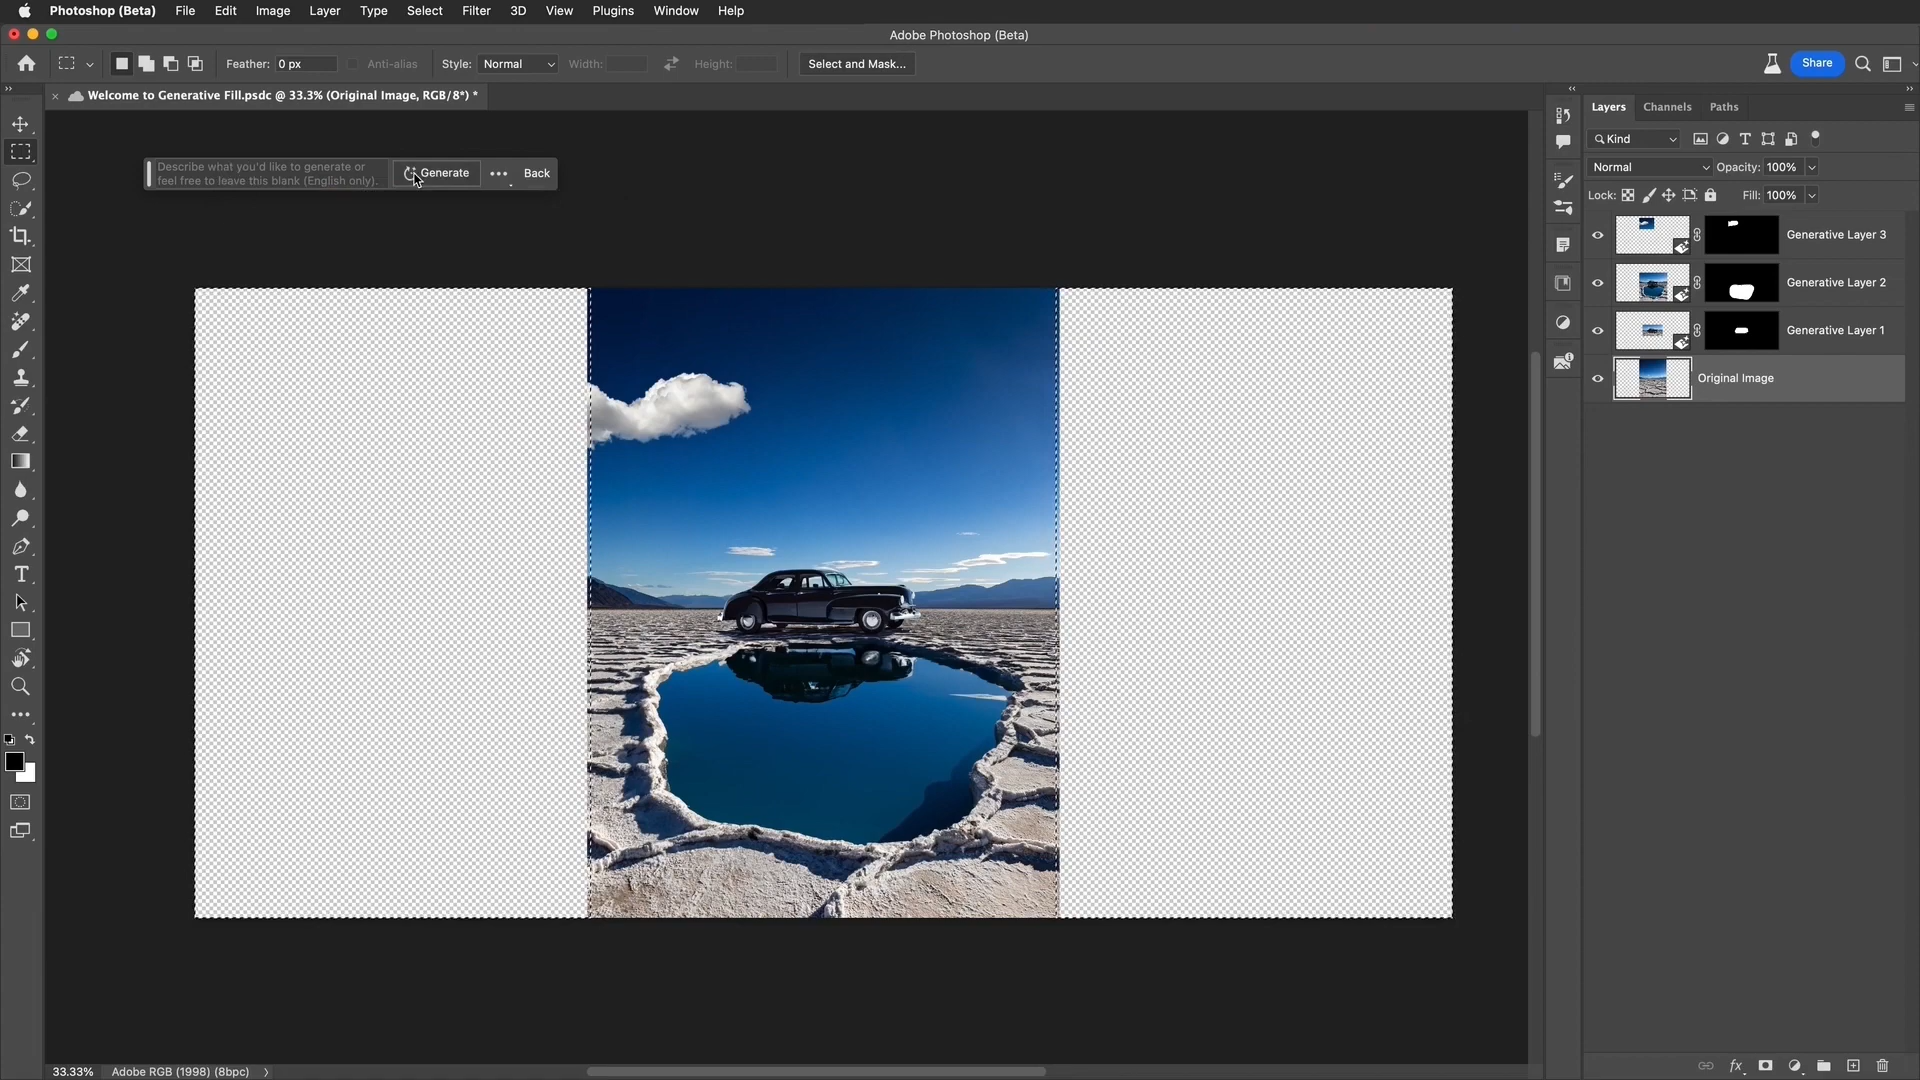 Photoshop (Beta) File Edit Image Layer Type Select Filter 3D View Plugins Window Help
Adobe Photoshop (Beta)
Feather: 0 px Anti-alias Style: Normal Width: Height: Select and Mask... Share
× Welcome to Generative Fill.psdc @ 33.3% (Original Image, RGB/8*) *
Layers Channels Paths
Kind
Describe what you'd like to generate or
feel free to leave this blank (English only).
Generate ... Back
Normal Opacity: 100%
Lock: Fill: 100%
Generative Layer 3
Generative Layer 2
Generative Layer 1
Original Image
33.33% Adobe RGB (1998) (8bpc) >
fx